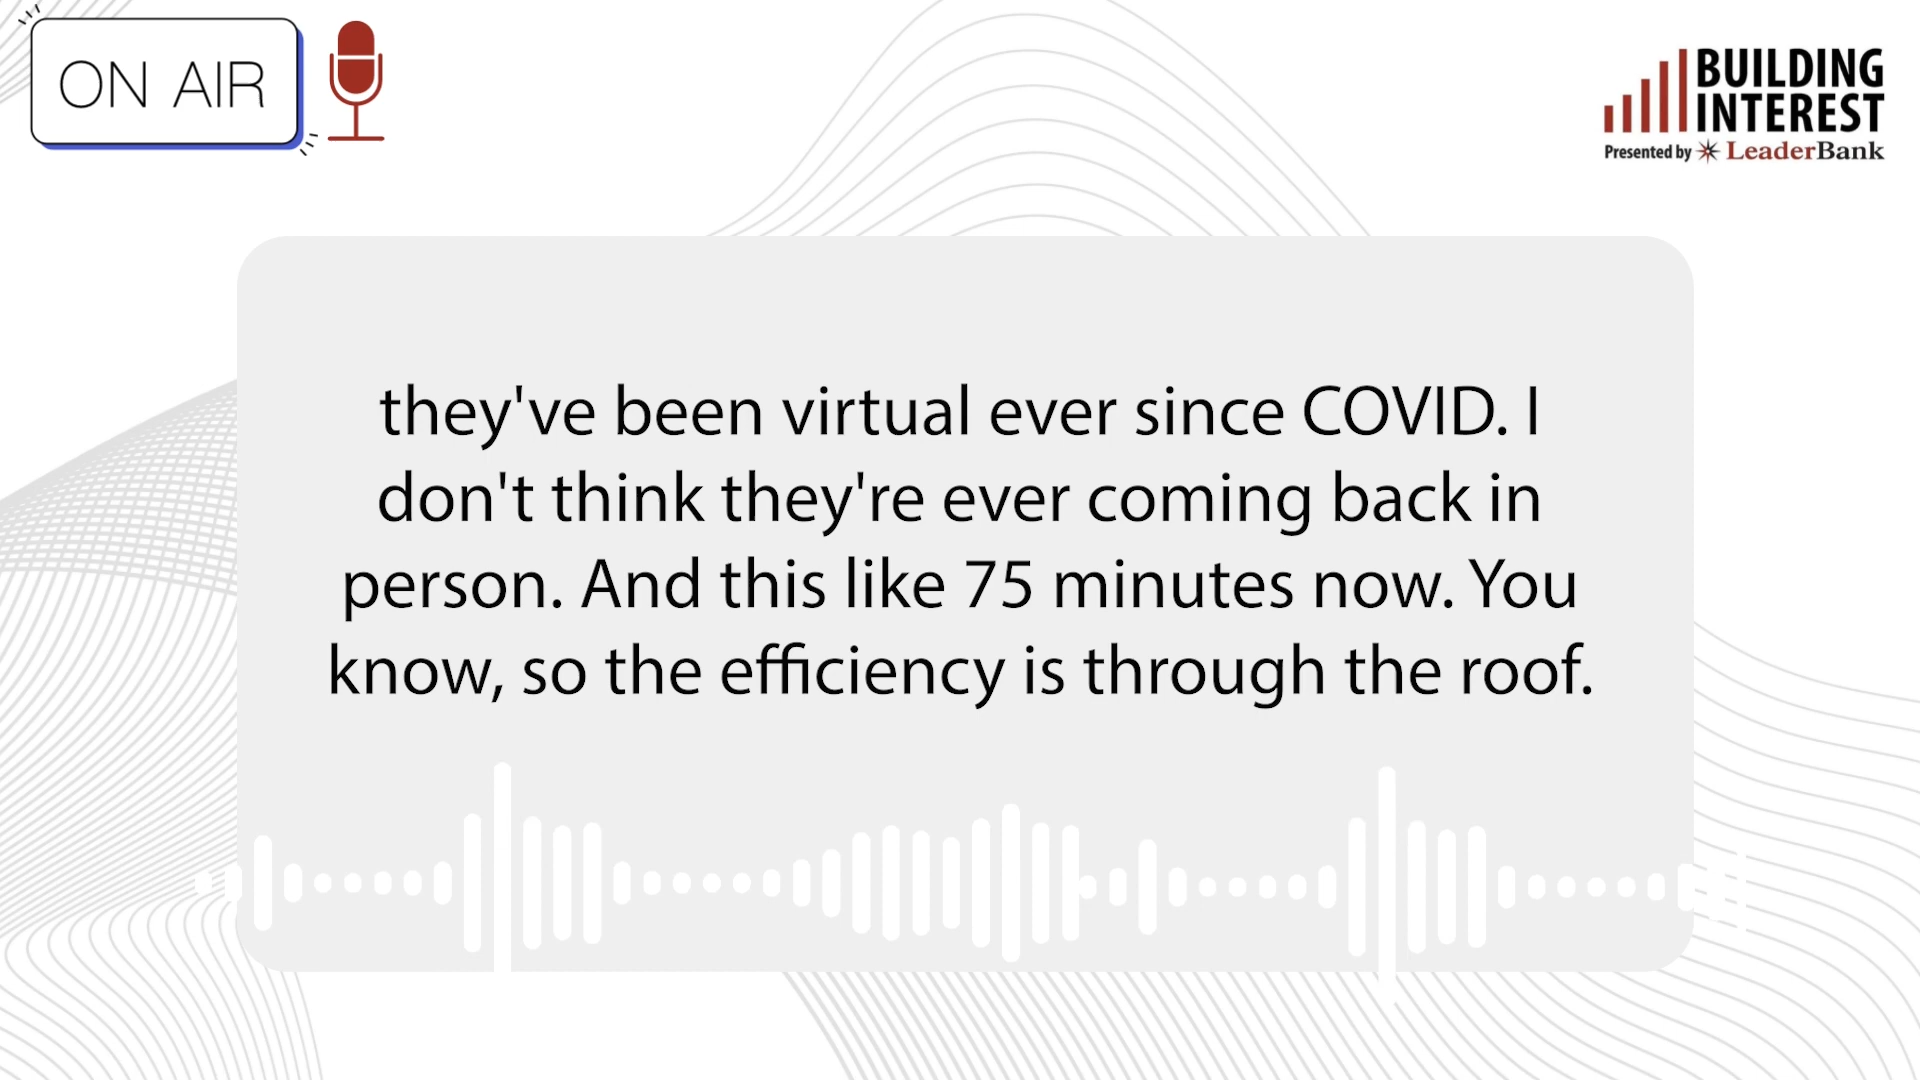 ON AIR
BUILDING
INTEREST
Presented by LeaderBank
they've been virtual ever since COVID. I
don't think they're ever coming back in
person. And this like 75 minutes now. You
know, so the efficiency is through the roof.